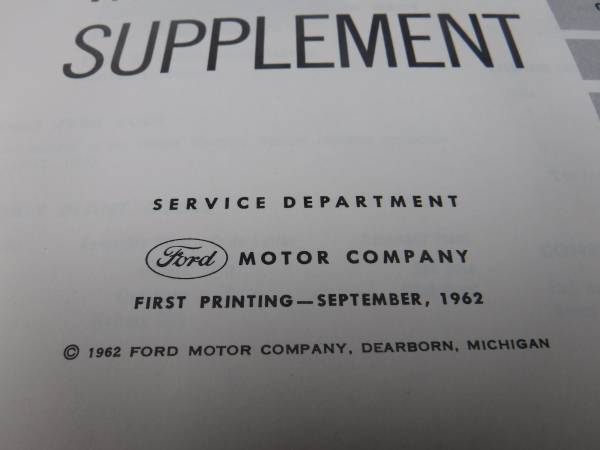 SUPPLEMENT
SERVICE DEPARTMENT
Ford MOTOR COMPANY
FIRST PRINTING—SEPTEMBER, 1962
© 1962 FORD MOTOR COMPANY, DEARBORN, MICHIGAN